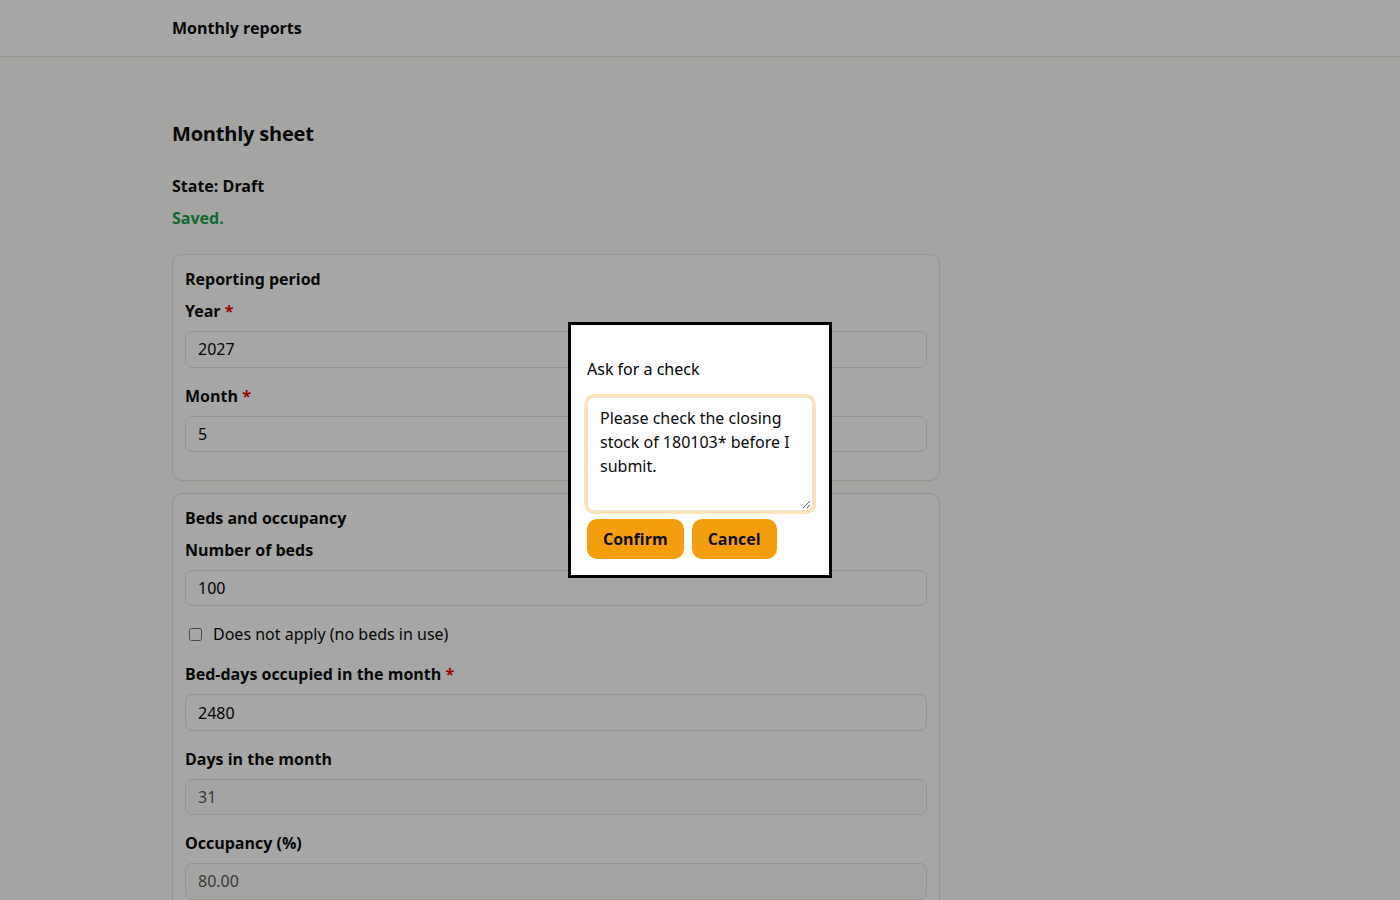 Monthly reports
Monthly sheet
State: Draft
Saved.
Reporting period
Year *
2027
Month *
5
Ask for a check
Please check the closing
stock of 180103* before I
submit.
Confirm Cancel
Beds and occupancy
Number of beds
100
Does not apply (no beds in use)
Bed-days occupied in the month *
2480
Days in the month
31
Occupancy (%)
80.00